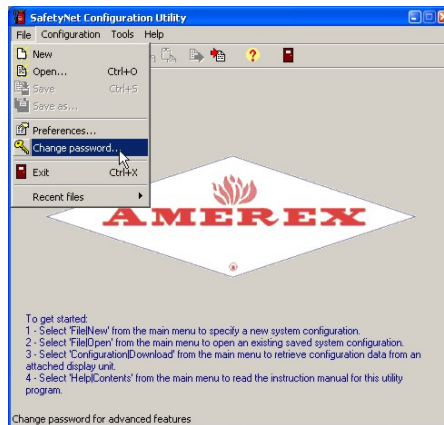 SafetyNet Configuration Utility
File Configuration Tools Help
New
Open... Ctrl+O
Save Ctrl+S
Save as...
Preferences...
Change password...
Exit Ctrl+X
Recent files
AMEREX
To get started:
1 - Select 'File|New' from the main menu to specify a new system configuration.
2 - Select 'File|Open' from the main menu to open an existing saved system configuration.
3 - Select 'Configuration|Download' from the main menu to retrieve configuration data from an
attached display unit.
4 - Select 'Help|Contents' from the main menu to read the instruction manual for this utility
program.
Change password for advanced features